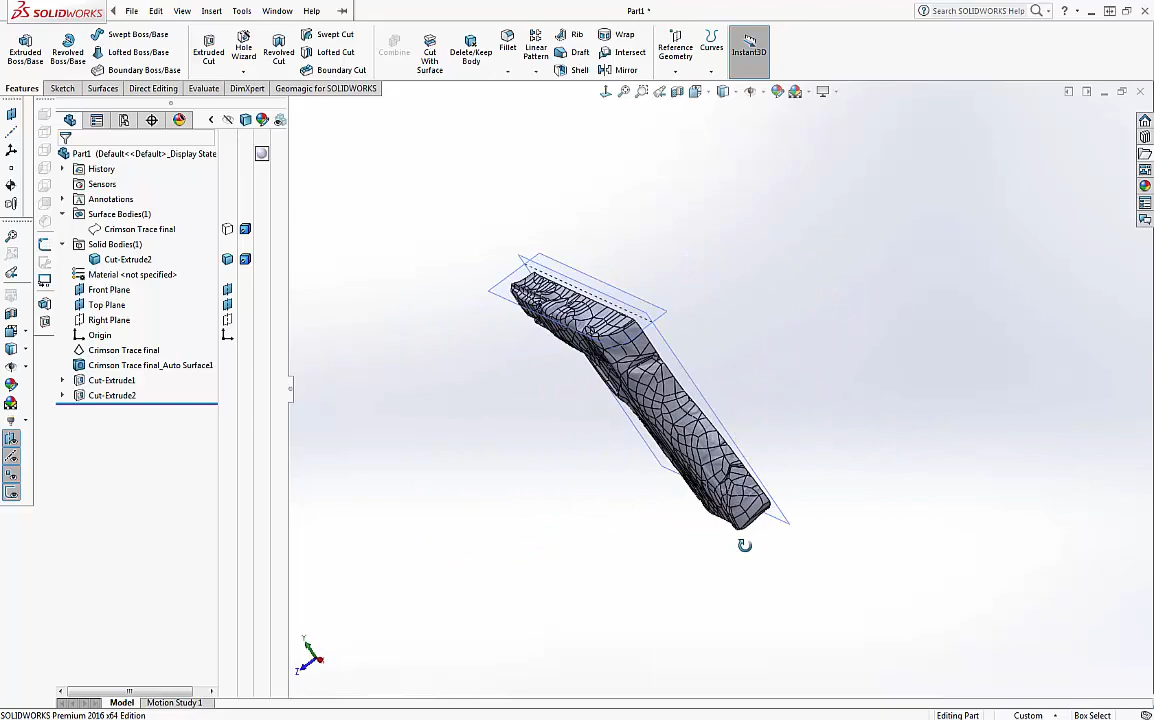 SOLIDWORKS
File Edit View Insert Tools Window Help
Part1 *
Search SOLIDWORKS Help
Extruded Boss/Base
Revolved Boss/Base
Swept Boss/Base
Lofted Boss/Base
Boundary Boss/Base
Extruded Cut
Hole Wizard
Revolved Cut
Swept Cut
Lofted Cut
Boundary Cut
Combine
Cut With Surface
Delete/Keep Body
Fillet
Linear Pattern
Rib
Draft
Shell
Wrap
Intersect
Mirror
Reference Geometry
Curves
Instant3D
Features Sketch Surfaces Direct Editing Evaluate DimXpert Geomagic for SOLIDWORKS
Part1 (Default<<Default>_Display State
History
Sensors
Annotations
Surface Bodies(1)
Crimson Trace final
Solid Bodies(1)
Cut-Extrude2
Material <not specified>
Front Plane
Top Plane
Right Plane
Origin
Crimson Trace final
Crimson Trace final_Auto Surface1
Cut-Extrude1
Cut-Extrude2
Y
Z
Model Motion Study 1
SOLIDWORKS Premium 2016 x64 Edition
Editing Part Custom Box Select